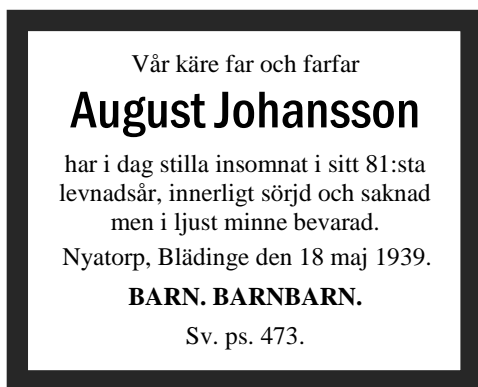 Vår käre far och farfar
August Johansson
har i dag stilla insomnat i sitt 81:sta
levnadsår, innerligt sörjd och saknad
men i ljust minne bevarad.
Nyatorp, Blädinge den 18 maj 1939.
BARN. BARNBARN.
Sv. ps. 473.